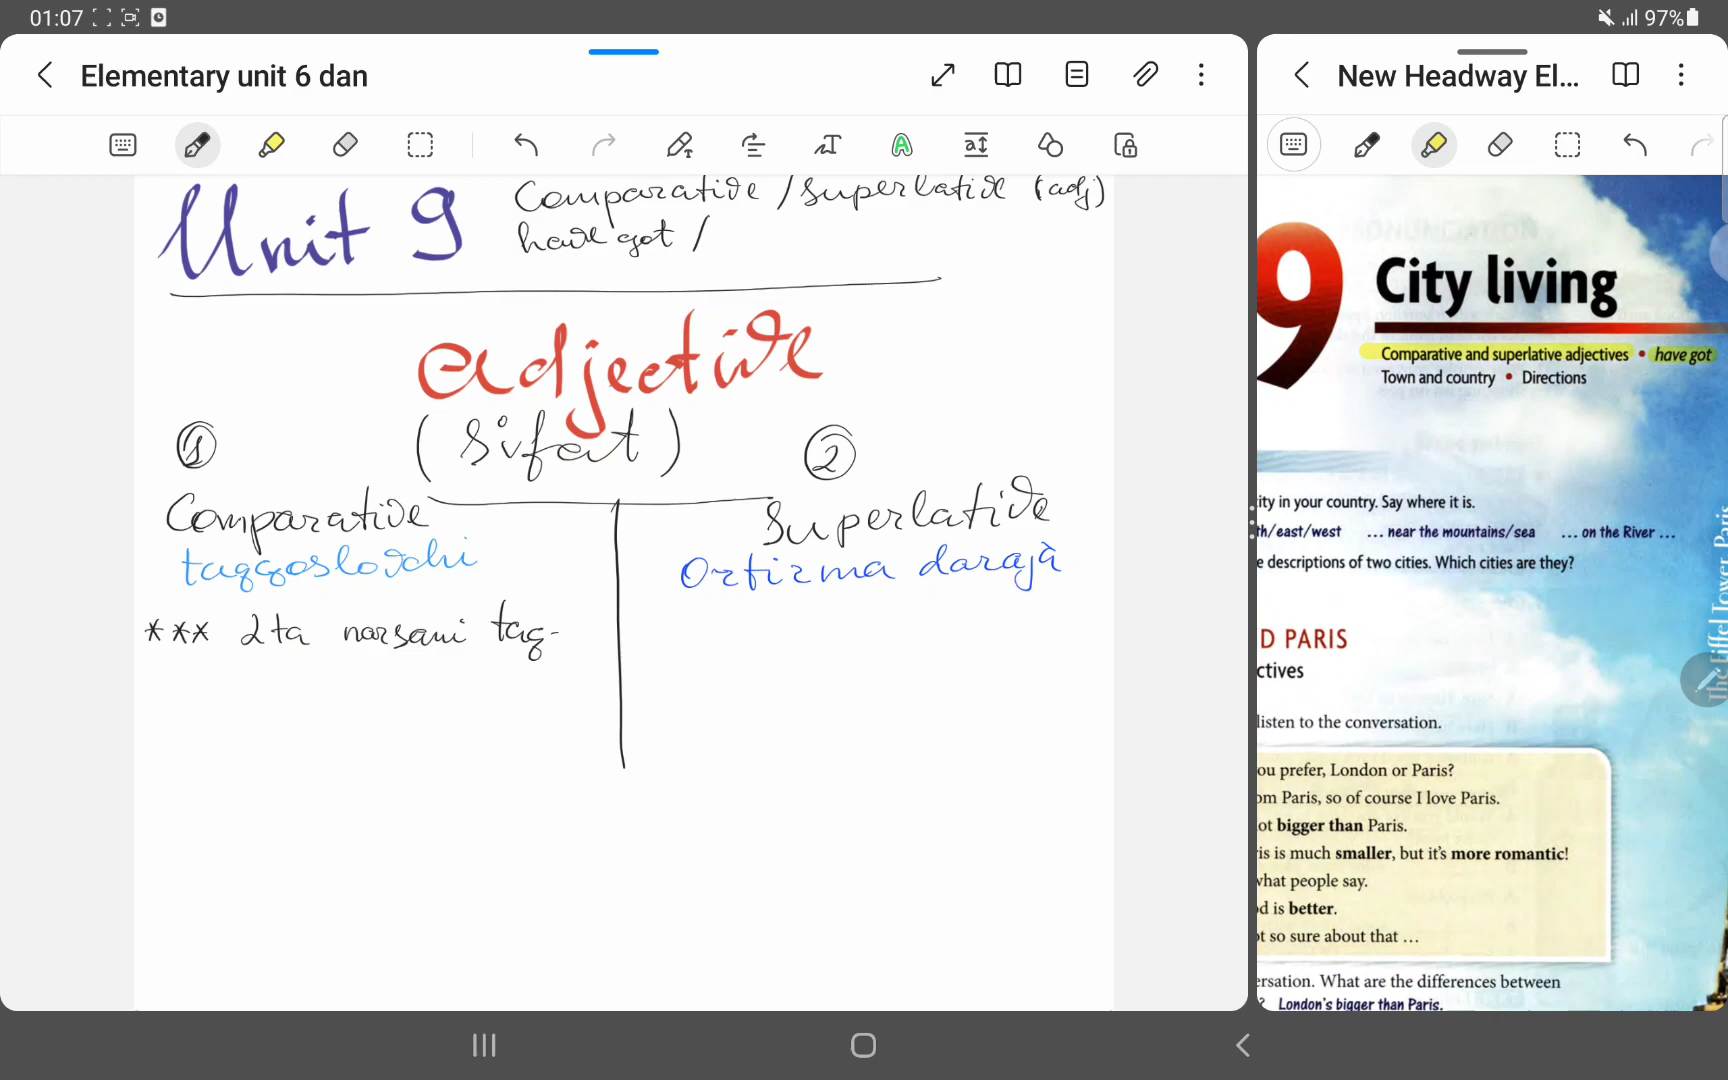 01:07
97%
Elementary unit 6 dan
Unit 9
Comparative / superlative (adj)
have got /
adjective
(sifat)
1
2
Comparative
Superlative
taqqoslovchi
Ortirma daraja
*** 2ta narsani taq-
New Headway El...
9 City living
Comparative and superlative adjectives • have got
Town and country • Directions
ity in your country. Say where it is.
th/east/west ... near the mountains/sea ... on the River ...
e descriptions of two cities. Which cities are they?
D PARIS
ctives
listen to the conversation.
ou prefer, London or Paris?
om Paris, so of course I love Paris.
ot bigger than Paris.
is is much smaller, but it's more romantic!
what people say.
d is better.
t so sure about that ...
ersation. What are the differences between
? London's bigger than Paris.
The Eiffel Tower Paris